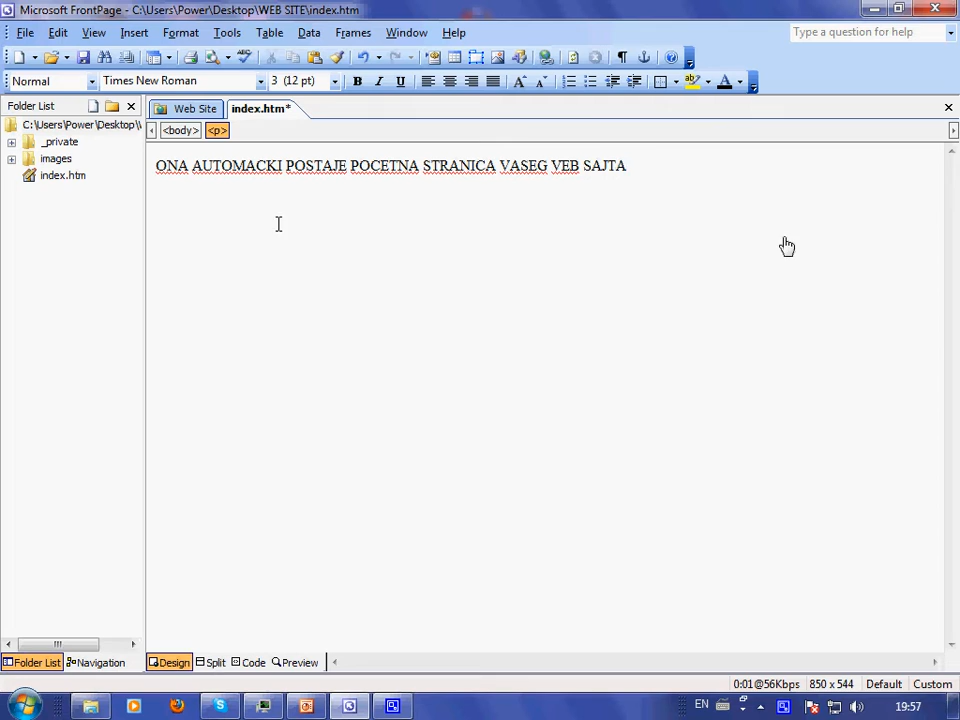 Microsoft FrontPage - C:\Users\Power\Desktop\WEB SITE\index.htm
File Edit View Insert Format Tools Table Data Frames Window Help
Type a question for help
Normal Times New Roman 3 (12 pt) B I U A A A
Folder List Web Site index.htm*
C:\Users\Power\Desktop\
<body> <p>
_private
images
index.htm
ONA AUTOMACKI POSTAJE POCETNA STRANICA VASEG VEB SAJTA
Folder List Navigation Design Split Code Preview
0:01@56Kbps 850 x 544 Default Custom
EN 19:57